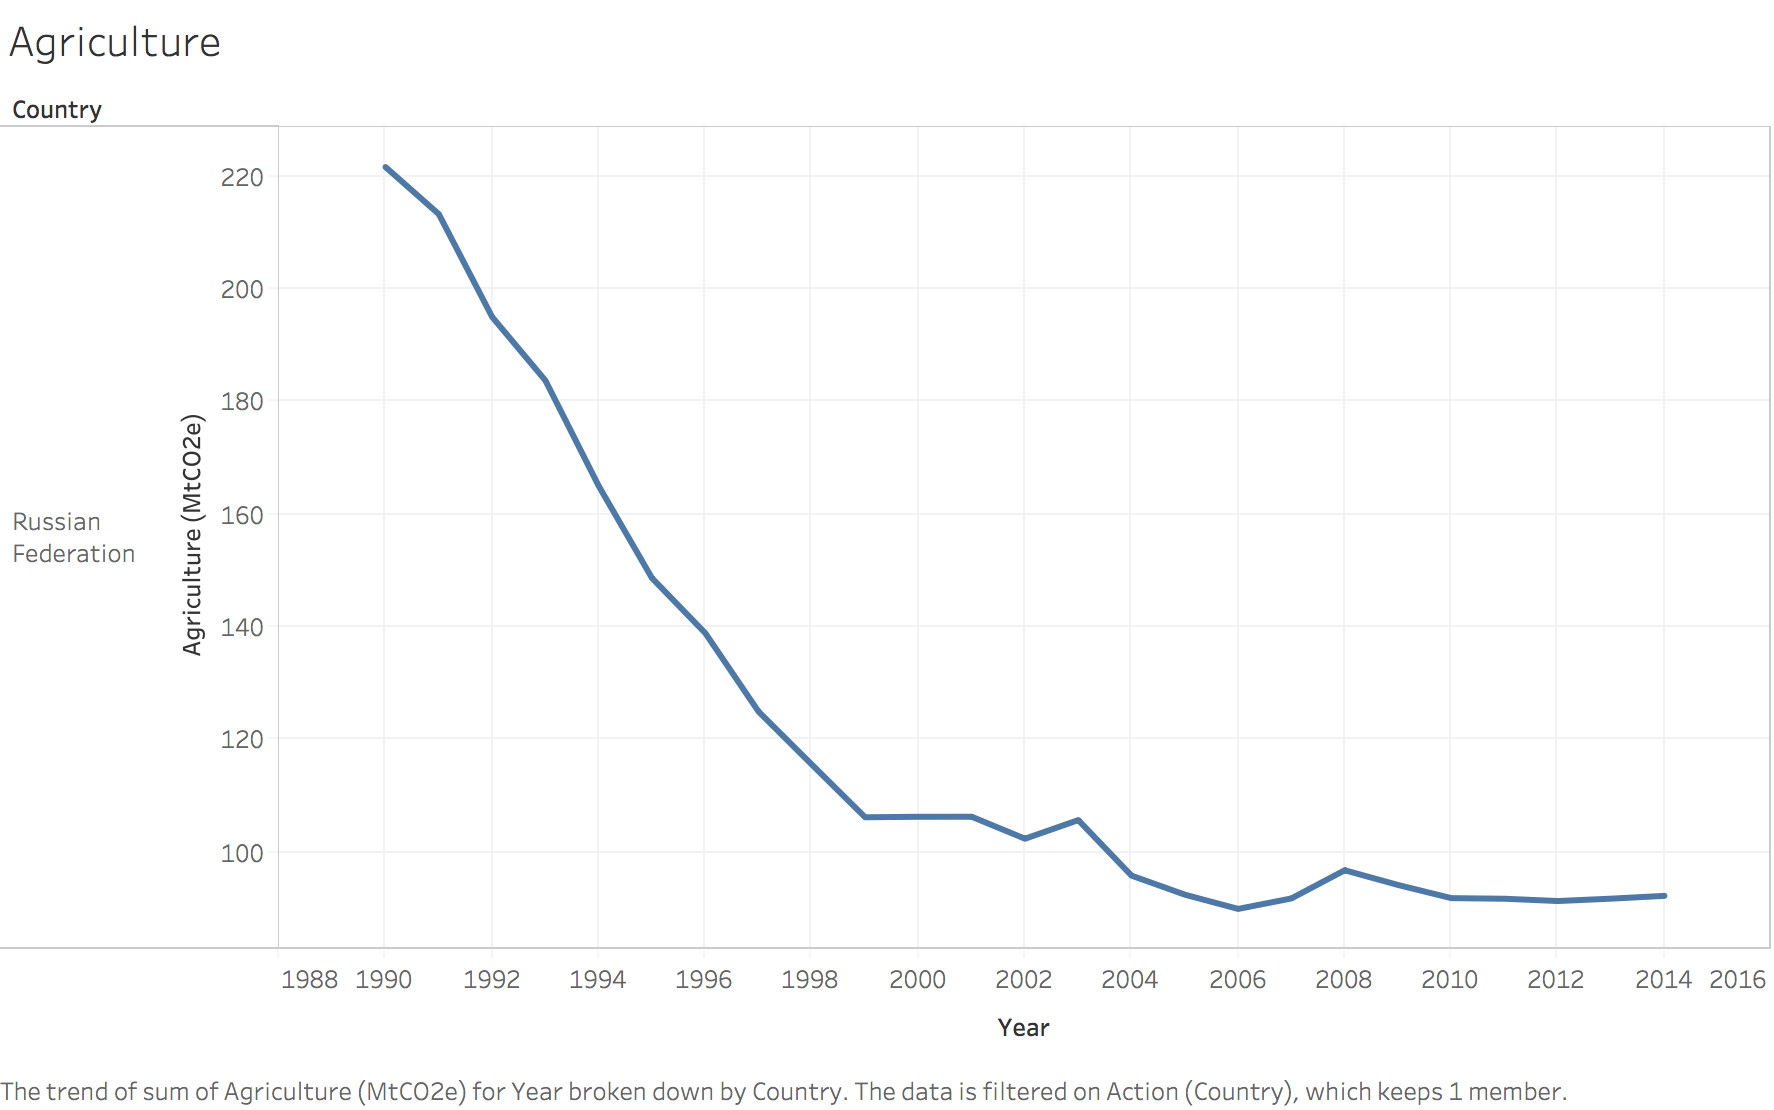 Agriculture
Country
220
200
180
160
140
120
100
Agriculture (MtCO2e)
Russian
Federation
1988 1990 1992 1994 1996 1998 2000 2002 2004 2006 2008 2010 2012 2014 2016
Year
The trend of sum of Agriculture (MtCO2e) for Year broken down by Country. The data is filtered on Action (Country), which keeps 1 member.